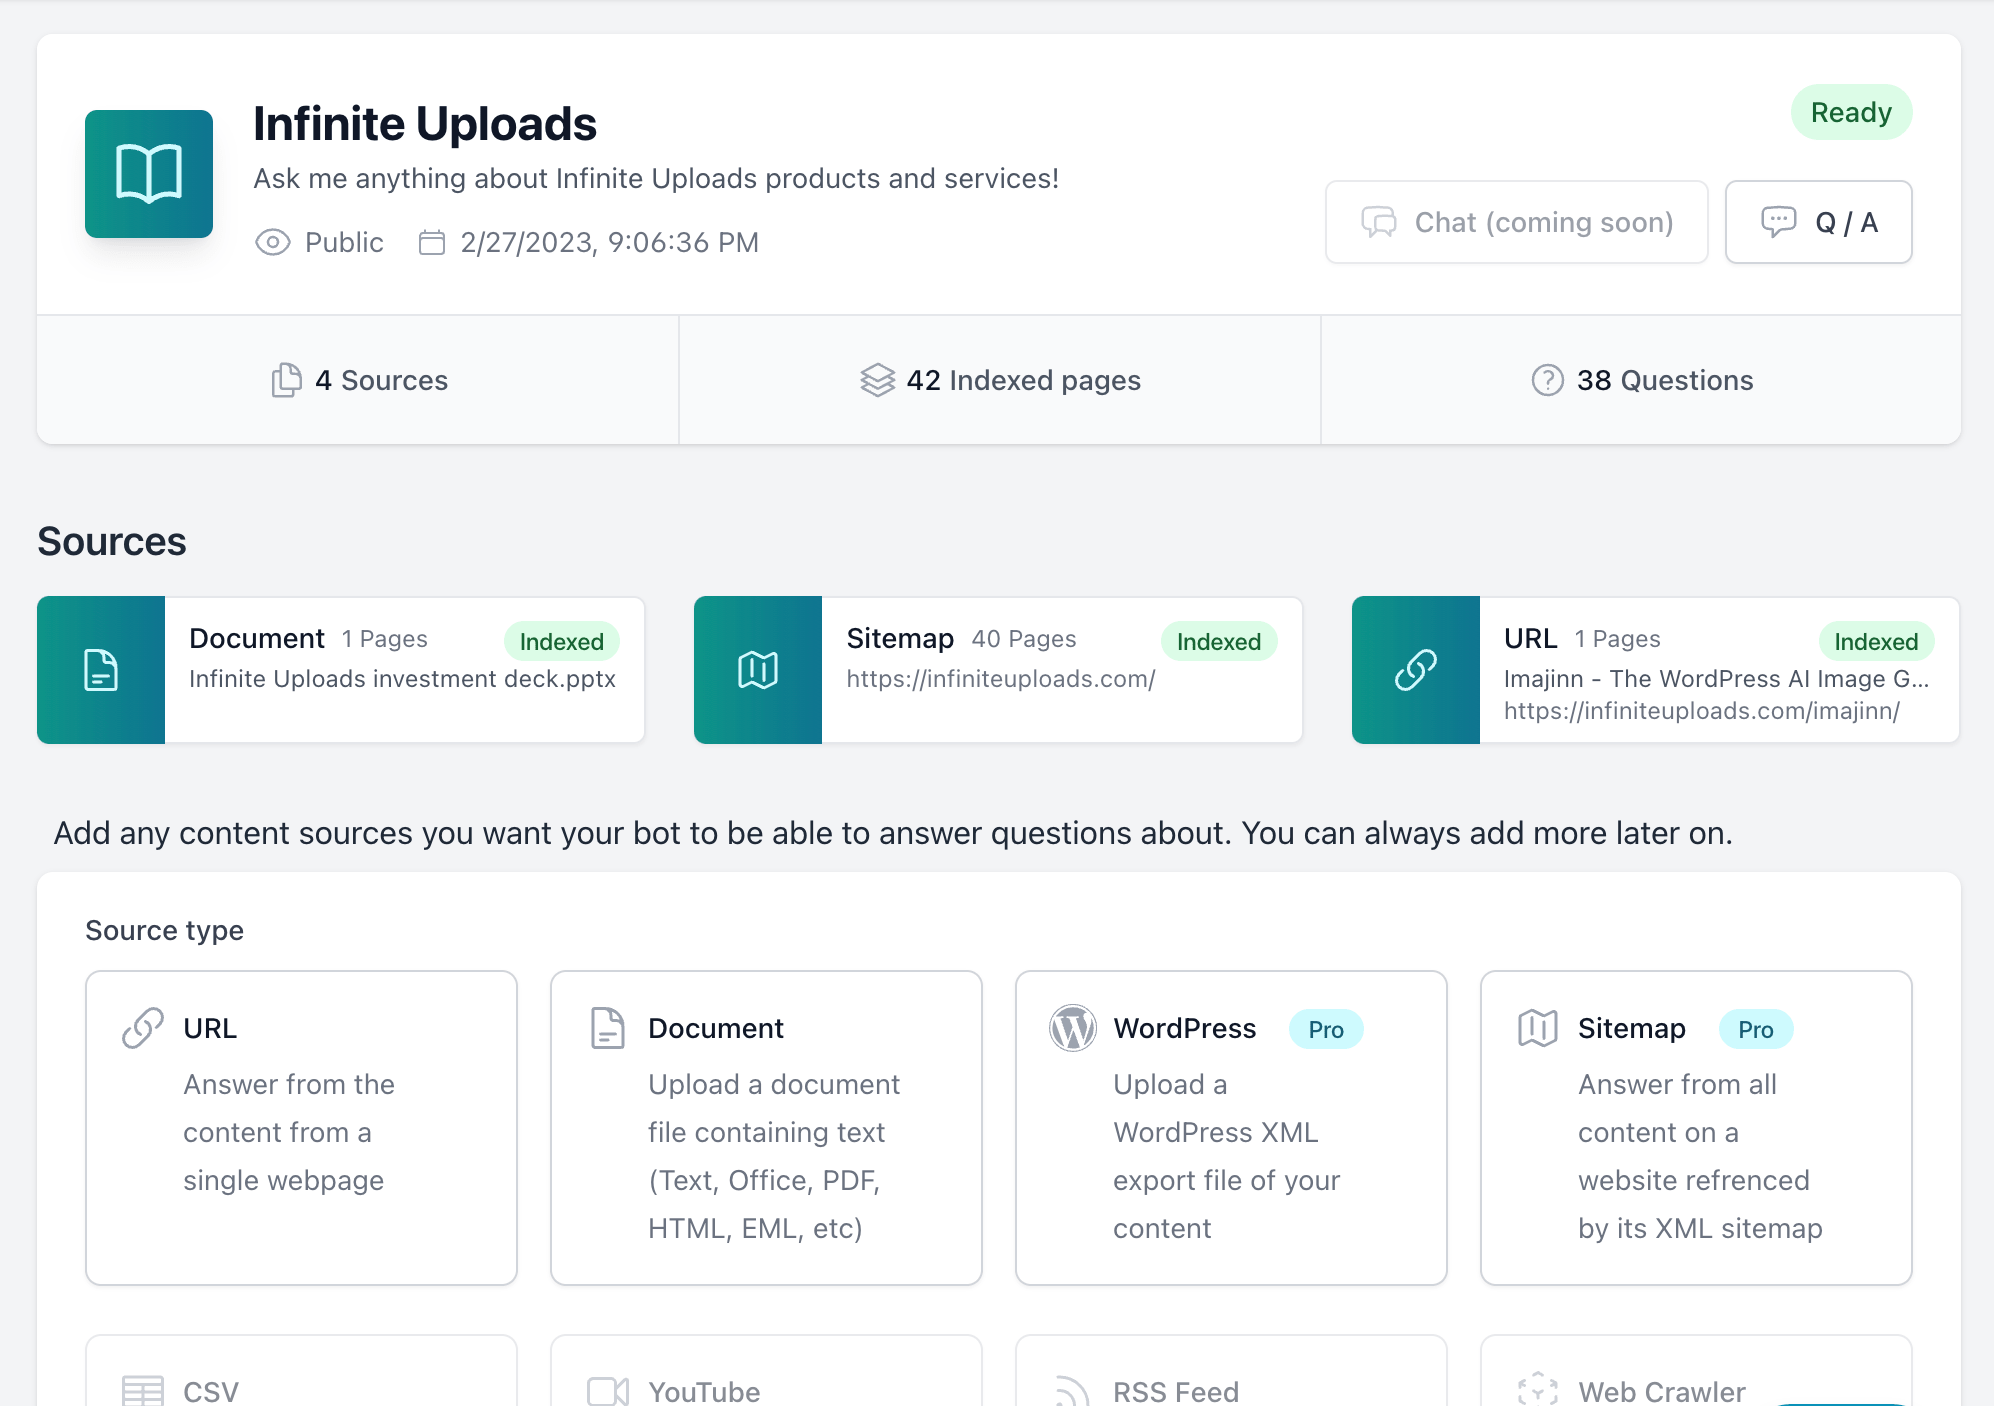 Infinite Uploads
Ready
Ask me anything about Infinite Uploads products and services!
Public 2/27/2023, 9:06:36 PM
Chat (coming soon)
Q / A
4 Sources
42 Indexed pages
38 Questions
Sources
Document 1 Pages Indexed
Infinite Uploads investment deck.pptx
Sitemap 40 Pages Indexed
https://infiniteuploads.com/
URL 1 Pages Indexed
Imajinn - The WordPress AI Image G...
https://infiniteuploads.com/imajinn/
Add any content sources you want your bot to be able to answer questions about. You can always add more later on.
Source type
URL
Answer from the
content from a
single webpage
Document
Upload a document
file containing text
(Text, Office, PDF,
HTML, EML, etc)
WordPress Pro
Upload a
WordPress XML
export file of your
content
Sitemap Pro
Answer from all
content on a
website refrenced
by its XML sitemap
CSV
YouTube
RSS Feed
Web Crawler